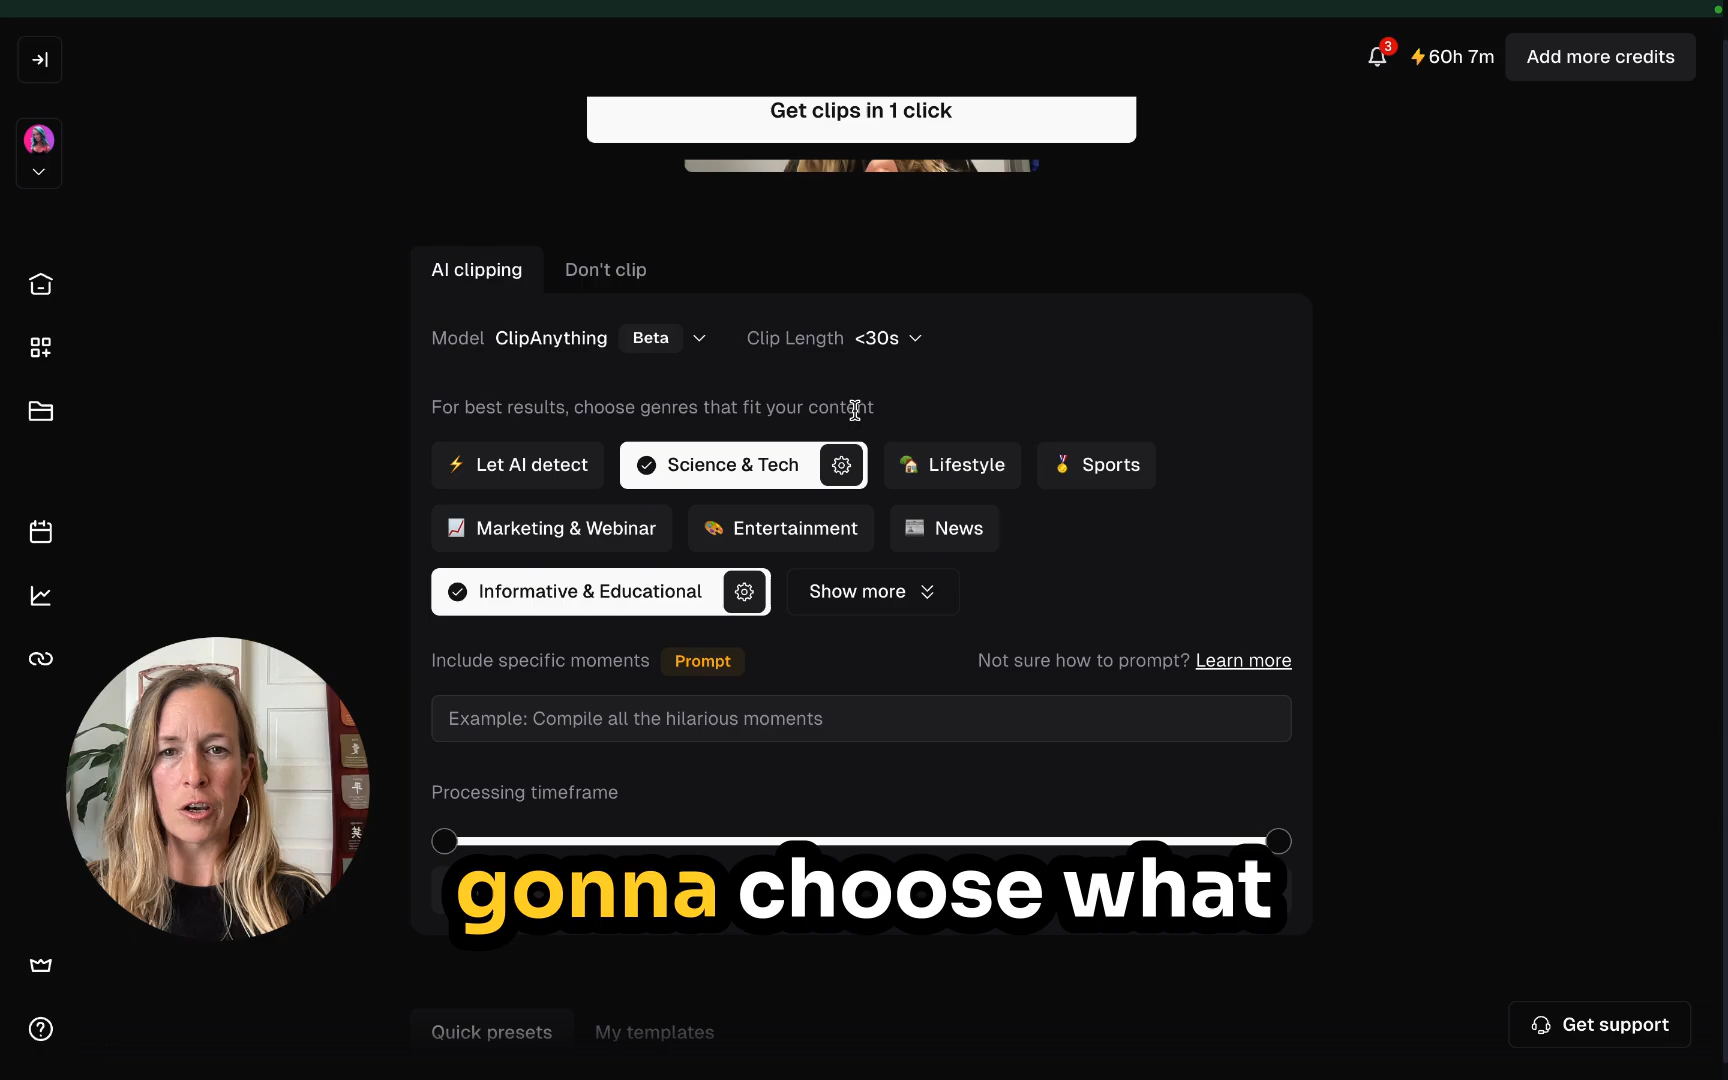 3
60h 7m
Add more credits
Get clips in 1 click
AI clipping
Don't clip
Model ClipAnything Beta
Clip Length <30s
For best results, choose genres that fit your content
Let AI detect
Science & Tech
Lifestyle
Sports
Marketing & Webinar
Entertainment
News
Informative & Educational
Show more
Include specific moments Prompt
Not sure how to prompt? Learn more
Example: Compile all the hilarious moments
Processing timeframe
gonna choose what
Quick presets
My templates
Get support